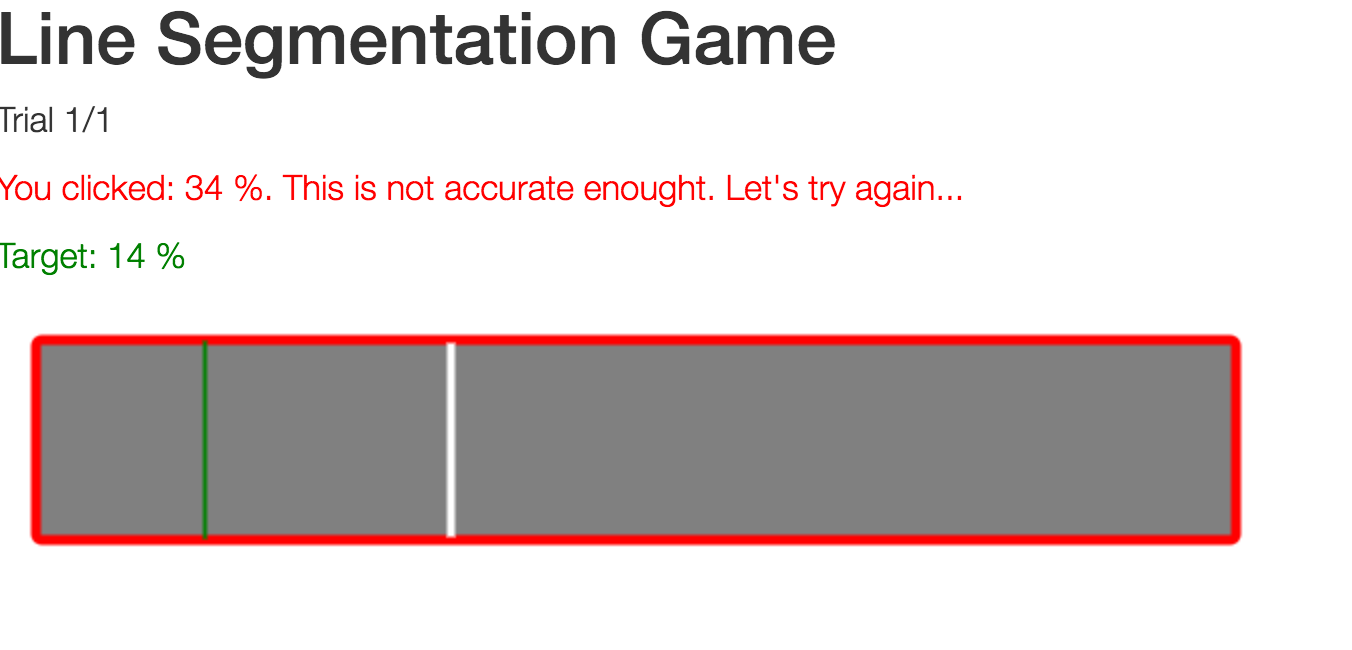 Line Segmentation Game
Trial 1/1
You clicked: 34 %. This is not accurate enought. Let's try again...
Target: 14 %